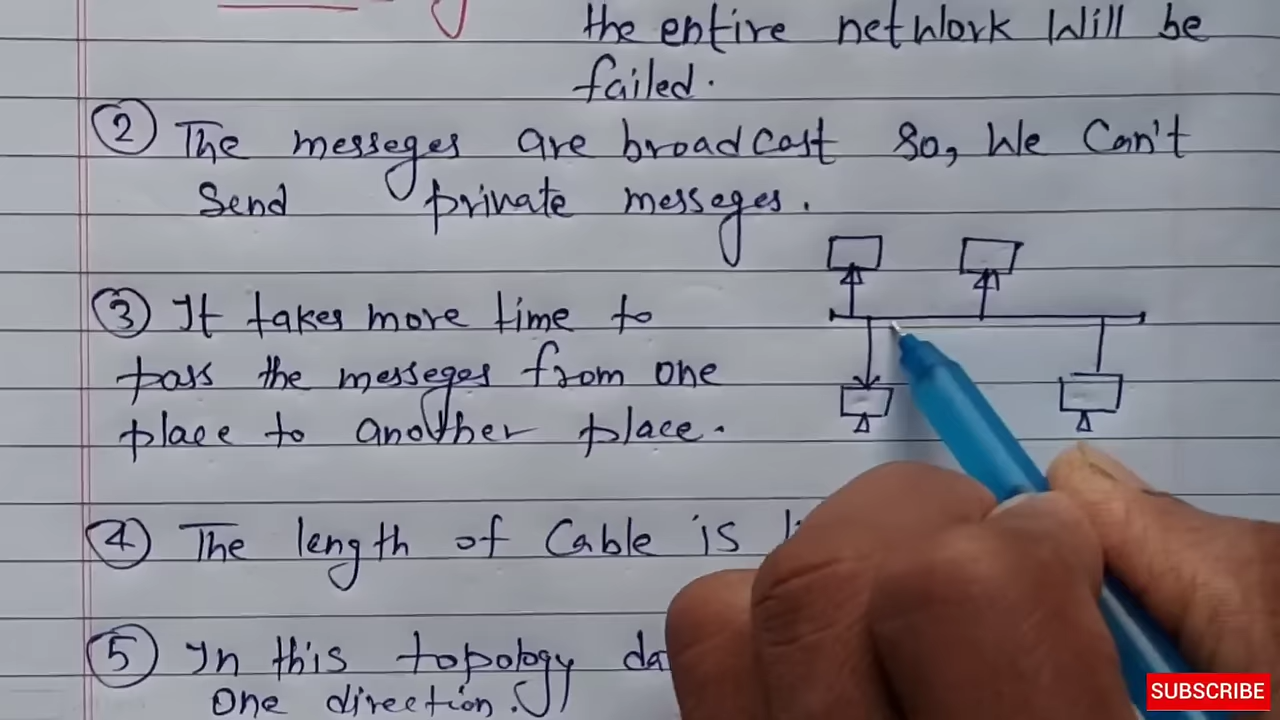 the entire network will be
failed.
② The messeges are broadcast so, We Can't
Send private messeges.
③ It takes more time to
pass the messeges from one
place to another place.
④ The length of Cable is
⑤ In this topology
one direction.
SUBSCRIBE